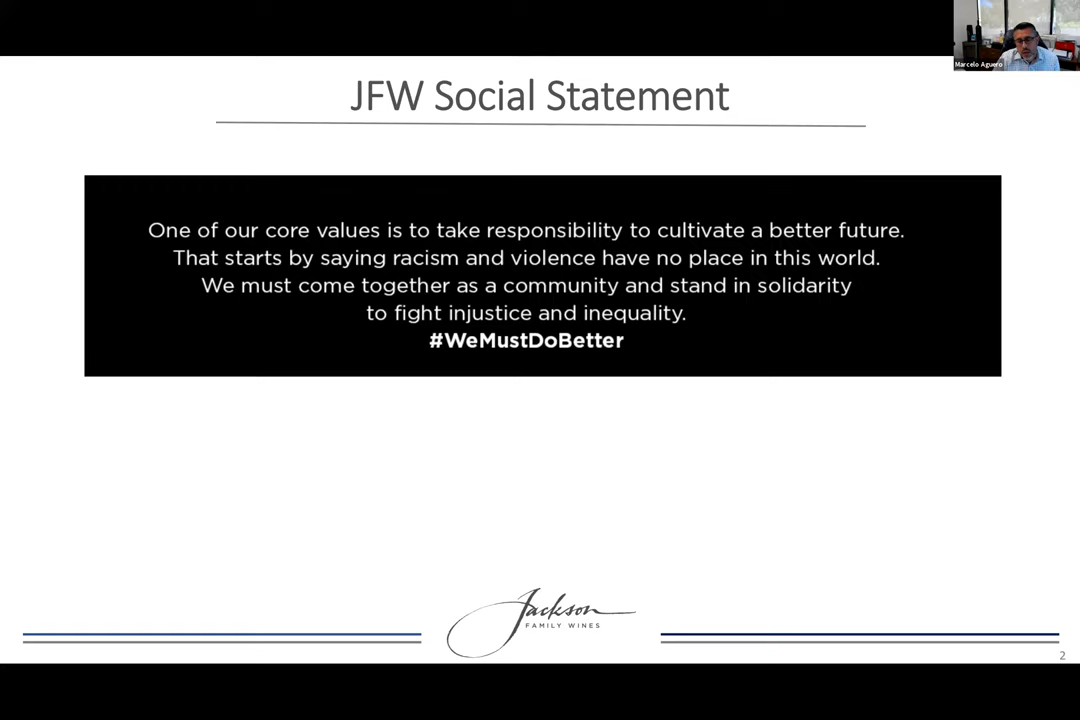 Marcelo Aguero
JFW Social Statement
One of our core values is to take responsibility to cultivate a better future.
That starts by saying racism and violence have no place in this world.
We must come together as a community and stand in solidarity
to fight injustice and inequality.
#WeMustDoBetter
Jackson
FAMILY WINES
2